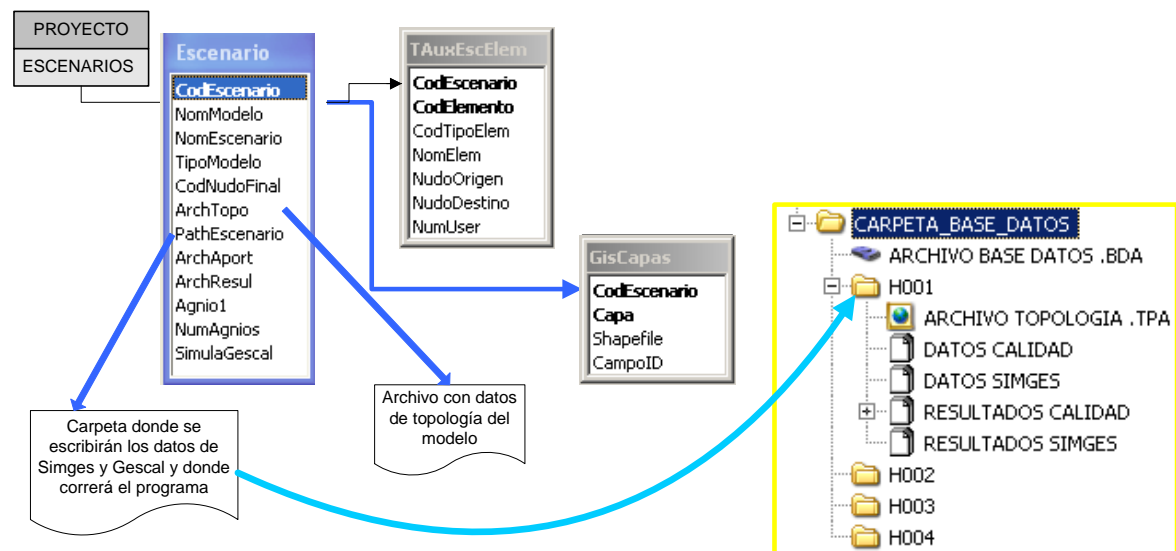 PROYECTO
ESCENARIOS
Escenario
CodEscenario
NomModelo
NomEscenario
TipoModelo
CodNudoFinal
ArchTopo
PathEscenario
ArchAport
ArchResul
Agnio1
NumAgnios
SimulaGescal
TAuxEscElem
CodEscenario
CodElemento
CodTipoElem
NomElem
NudoOrigen
NudoDestino
NumUser
GisCapas
CodEscenario
Capa
Shapefile
CampoID
Carpeta donde se
escribirán los datos de
Simges y Gescal y donde
correrá el programa
Archivo con datos
de topología del
modelo
CARPETA_BASE_DATOS
ARCHIVO BASE DATOS .BDA
H001
ARCHIVO TOPOLOGIA .TPA
DATOS CALIDAD
DATOS SIMGES
RESULTADOS CALIDAD
RESULTADOS SIMGES
H002
H003
H004